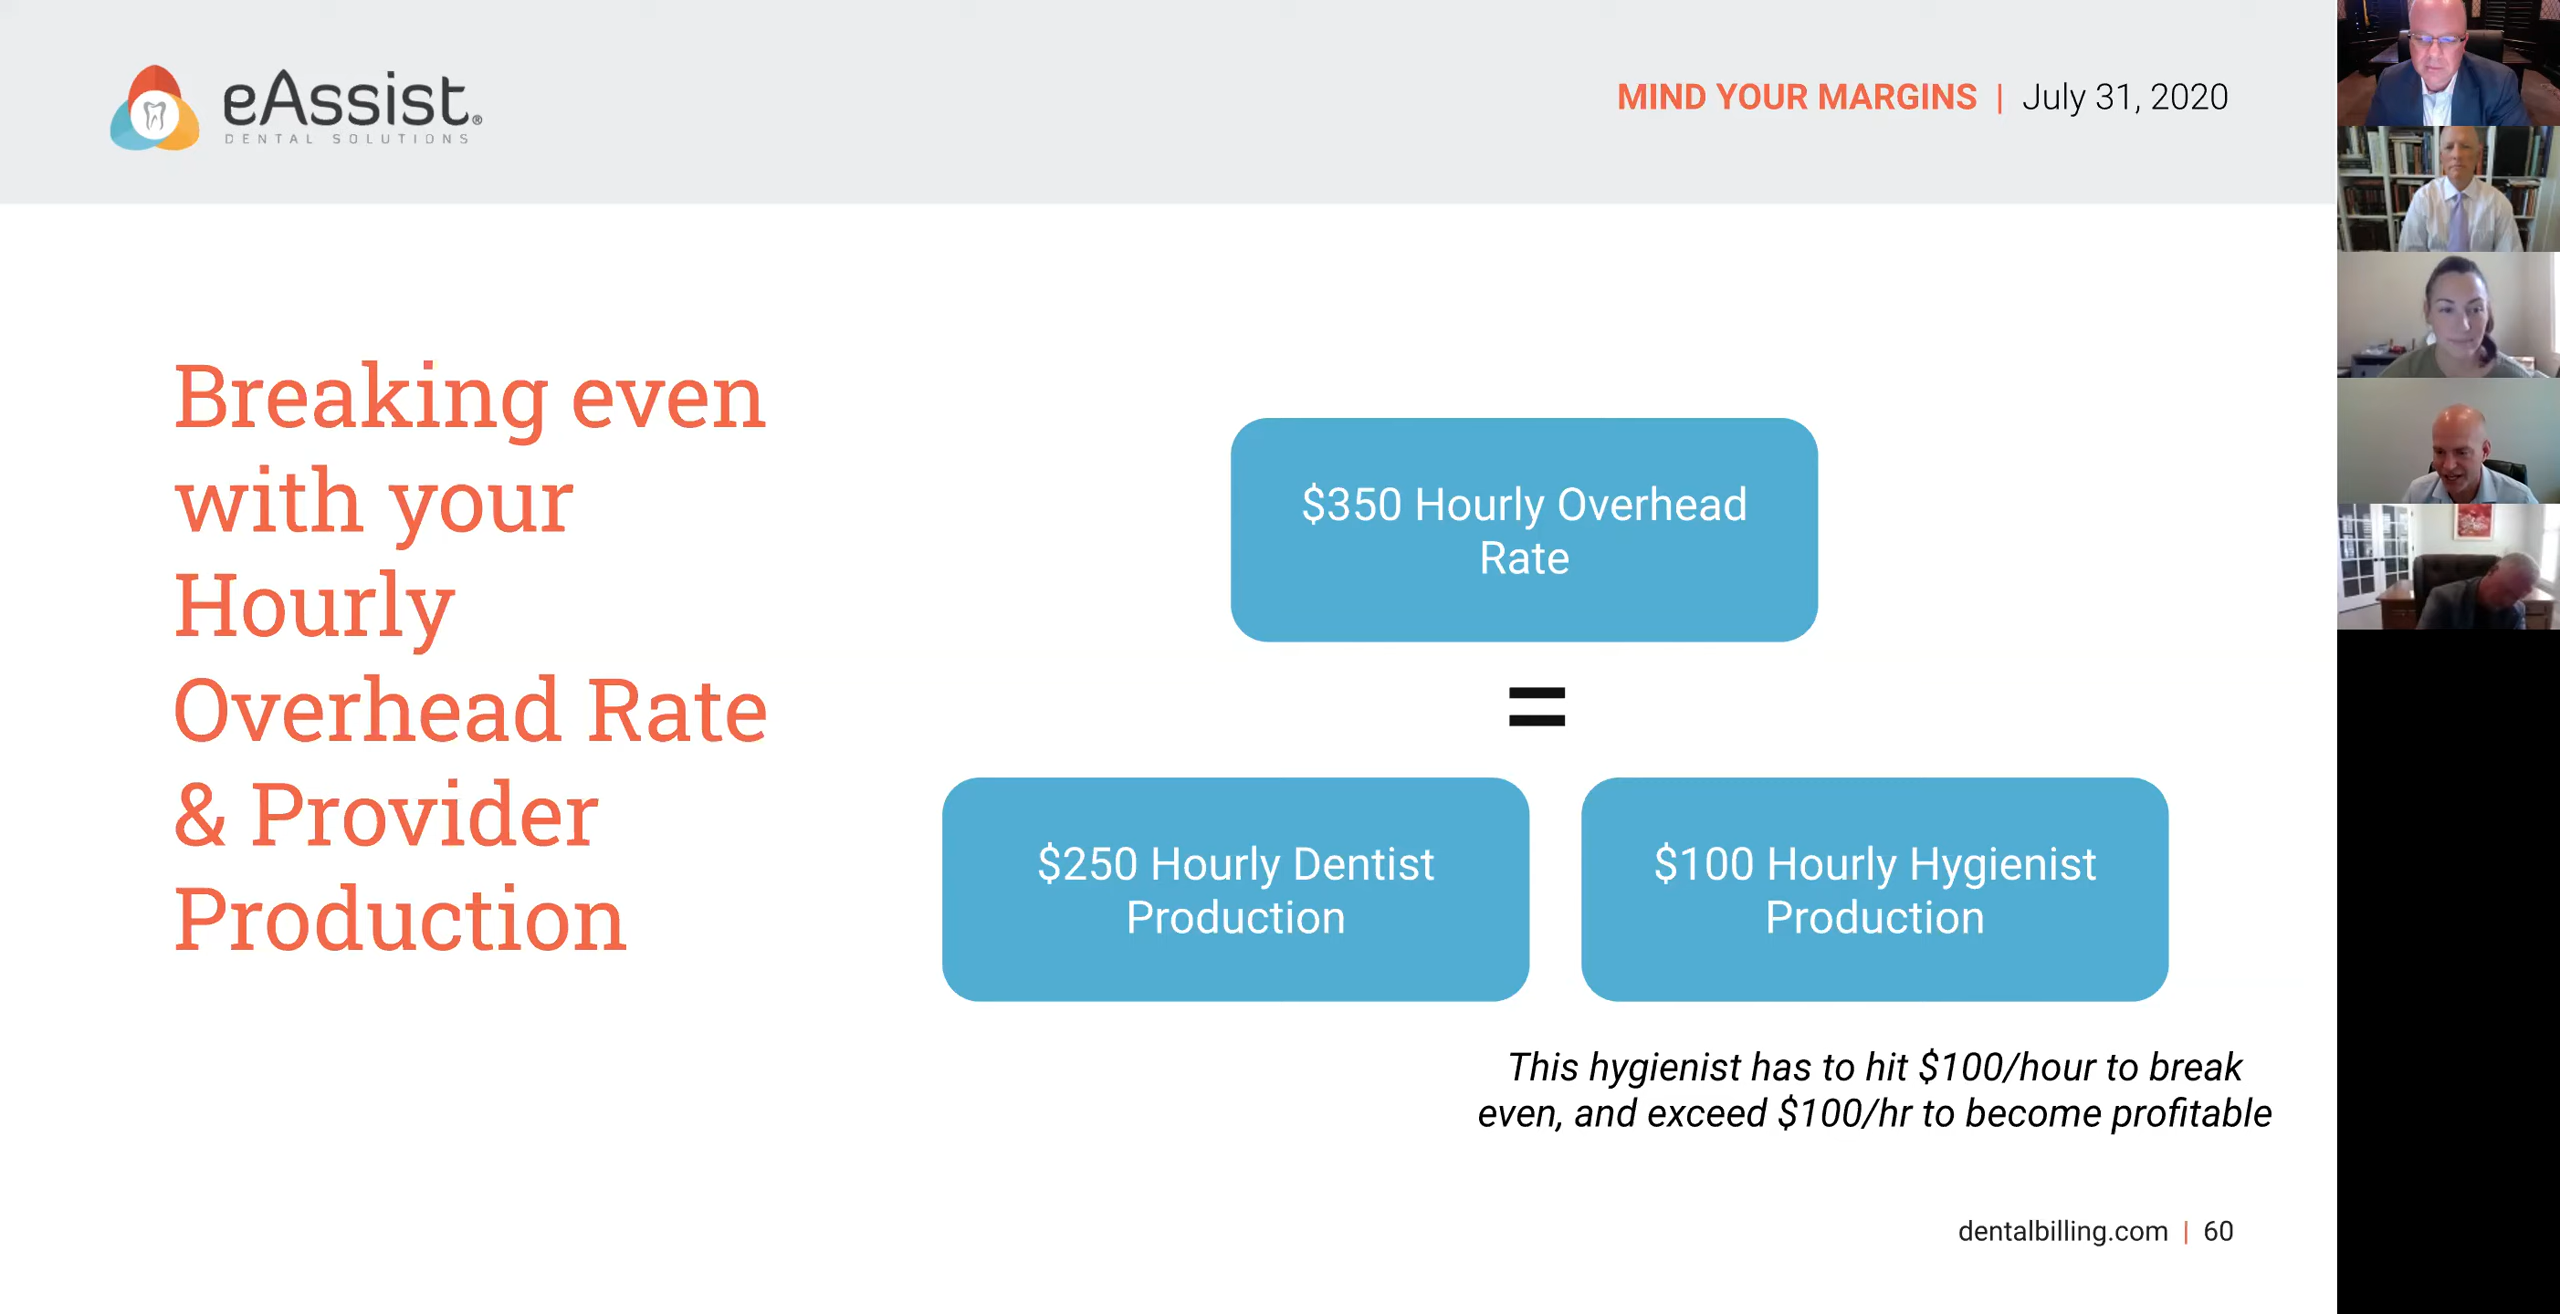 eAssist®
DENTAL SOLUTIONS
MIND YOUR MARGINS | July 31, 2020
Breaking even
with your
Hourly
Overhead Rate
& Provider
Production
$350 Hourly Overhead
Rate
=
$250 Hourly Dentist
Production
$100 Hourly Hygienist
Production
This hygienist has to hit $100/hour to break
even, and exceed $100/hr to become profitable
dentalbilling.com | 60